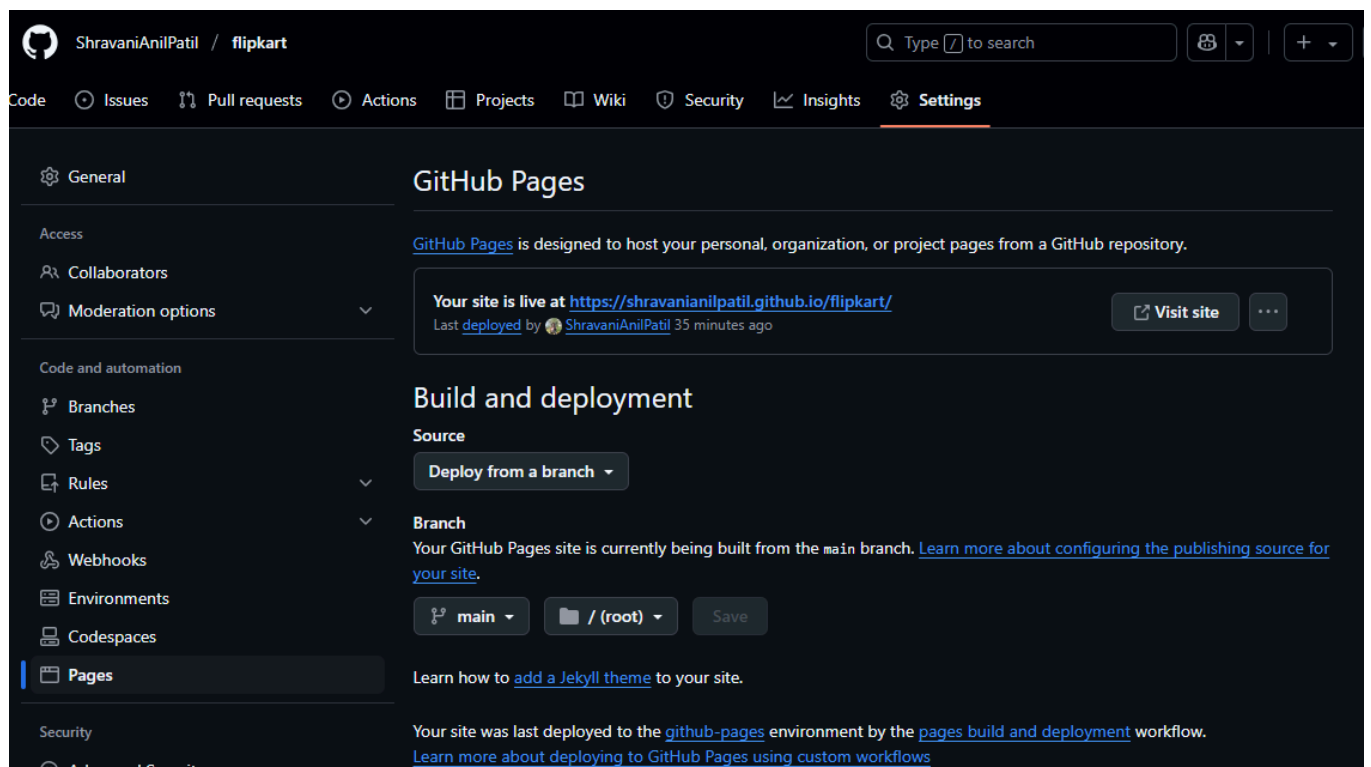 ShravaniAnilPatil / flipkart
Type / to search
Code Issues Pull requests Actions Projects Wiki Security Insights Settings
General
Access
Collaborators
Moderation options
Code and automation
Branches
Tags
Rules
Actions
Webhooks
Environments
Codespaces
Pages
Security
GitHub Pages
GitHub Pages is designed to host your personal, organization, or project pages from a GitHub repository.
Your site is live at https://shravanianilpatil.github.io/flipkart/
Last deployed by ShravaniAnilPatil 35 minutes ago
Visit site
Build and deployment
Source
Deploy from a branch
Branch
Your GitHub Pages site is currently being built from the main branch. Learn more about configuring the publishing source for
your site.
main / (root) Save
Learn how to add a Jekyll theme to your site.
Your site was last deployed to the github-pages environment by the pages build and deployment workflow.
Learn more about deploying to GitHub Pages using custom workflows